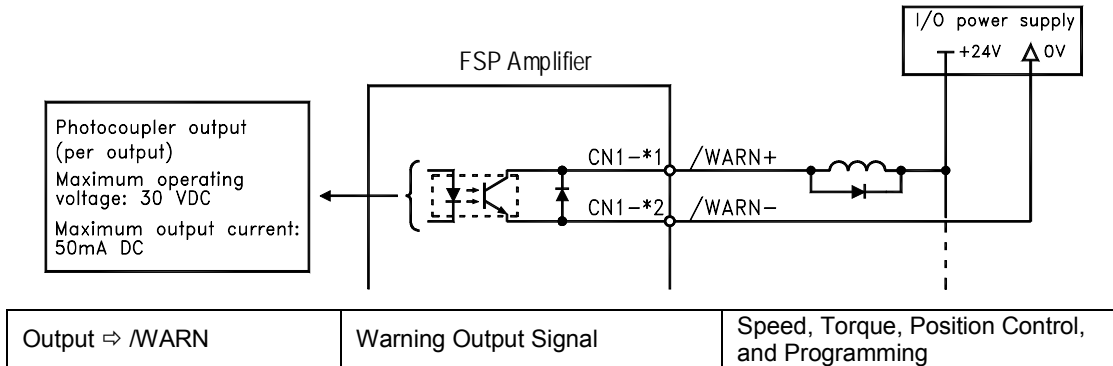 I/O power supply
+24V 0V
FSP Amplifier
Photocoupler output
(per output)
Maximum operating
voltage: 30 VDC
Maximum output current:
50mA DC
CN1-*1 /WARN+
CN1-*2 /WARN-
Output ⇨ /WARN
Warning Output Signal
Speed, Torque, Position Control,
and Programming